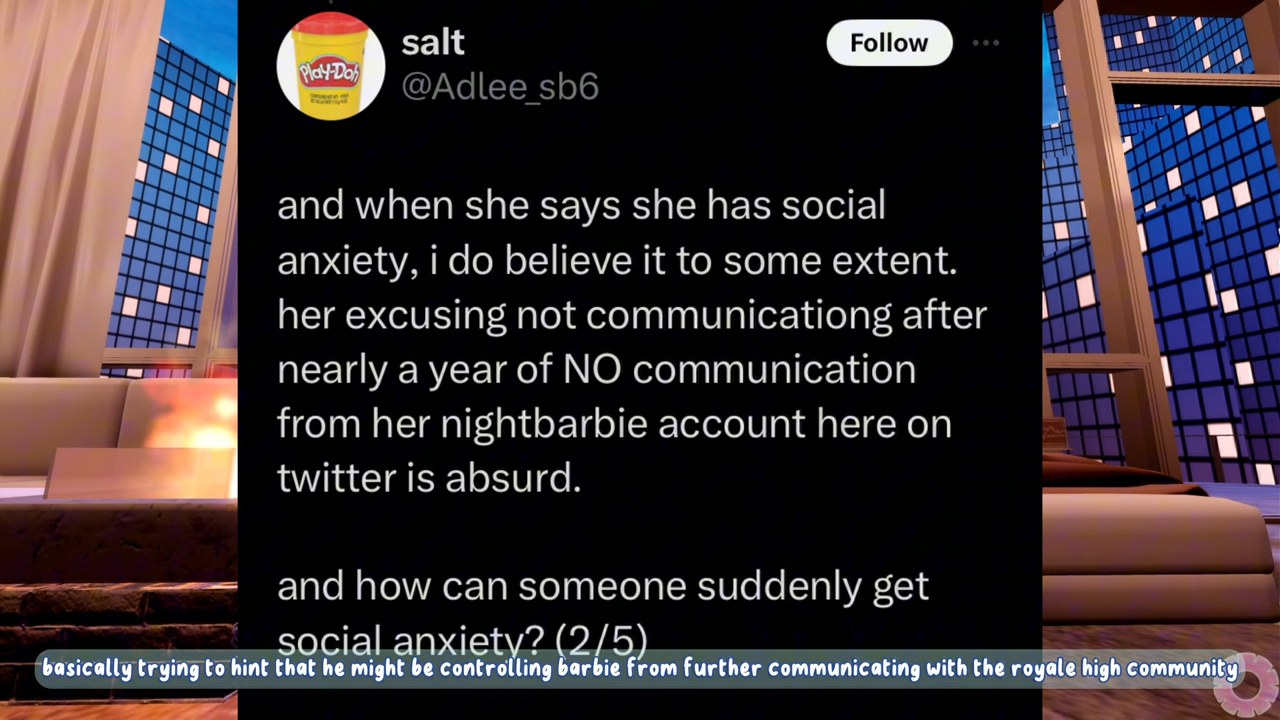 salt
@Adlee_sb6
Follow
Play-Doh
and when she says she has social
anxiety, i do believe it to some extent.
her excusing not communicationg after
nearly a year of NO communication
from her nightbarbie account here on
twitter is absurd.
and how can someone suddenly get
social anxiety? (2/5)
basically trying to hint that he might be controlling barbie from further communicating with the royale high community